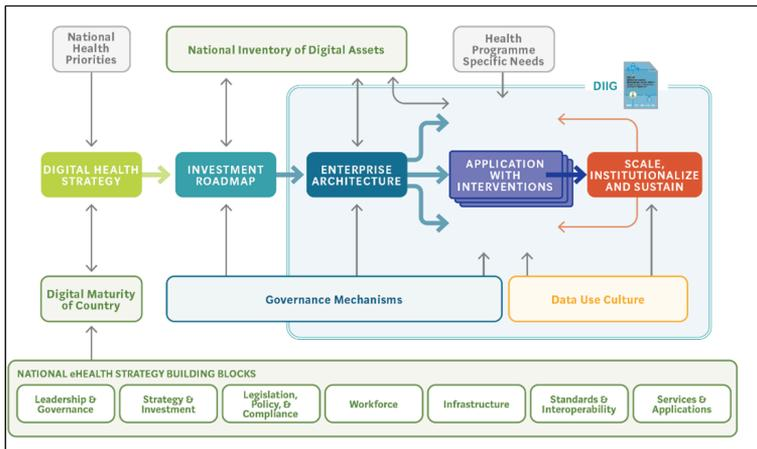 National
Health
Priorities
National Inventory of Digital Assets
Health
Programme
Specific Needs
DIIG
DIGITAL HEALTH
STRATEGY
INVESTMENT
ROADMAP
ENTERPRISE
ARCHITECTURE
APPLICATION
WITH
INTERVENTIONS
SCALE,
INSTITUTIONALIZE
AND SUSTAIN
Digital Maturity
of Country
Governance Mechanisms
Data Use Culture
NATIONAL eHEALTH STRATEGY BUILDING BLOCKS
Leadership &
Governance
Strategy &
Investment
Legislation,
Policy, &
Compliance
Workforce
Infrastructure
Standards &
Interoperability
Services &
Applications